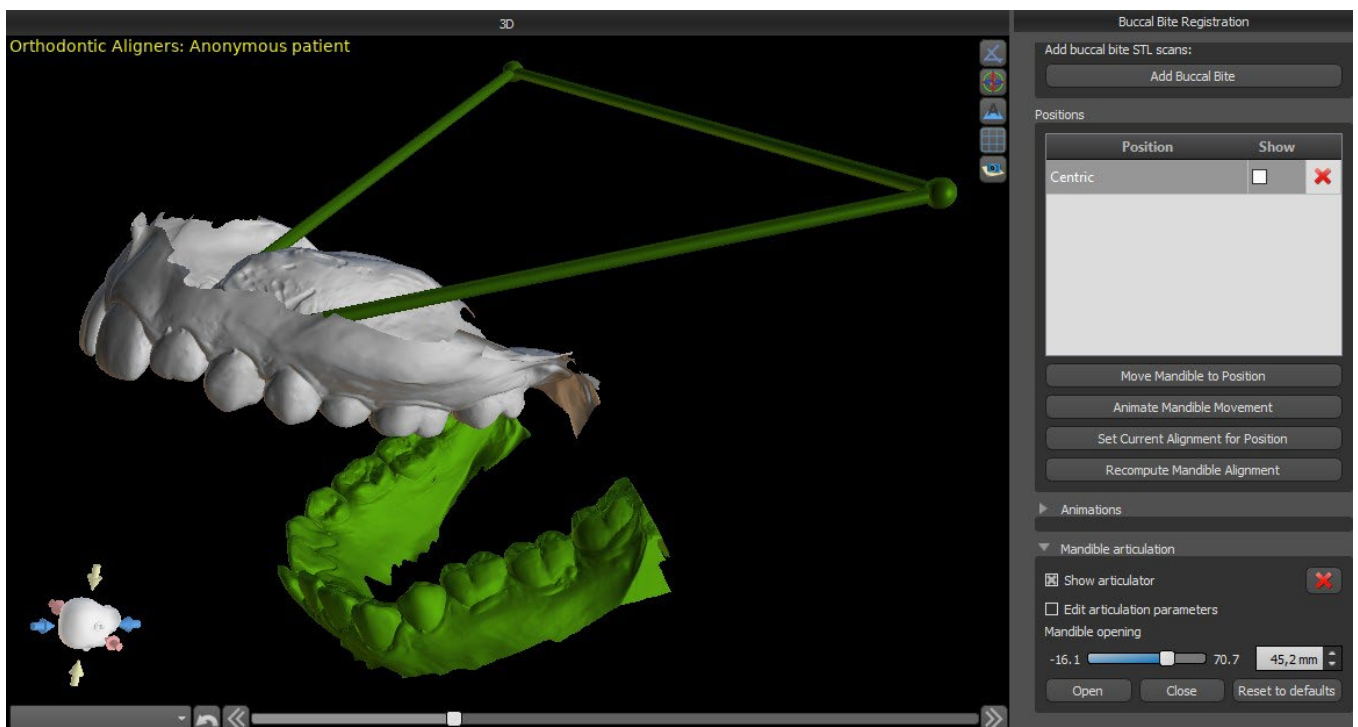 3D
Buccal Bite Registration
Orthodontic Aligners: Anonymous patient
Add buccal bite STL scans:
Add Buccal Bite
Positions
Position Show
Centric
Move Mandible to Position
Animate Mandible Movement
Set Current Alignment for Position
Recompute Mandible Alignment
Animations
Mandible articulation
Show articulator
Edit articulation parameters
Mandible opening
-16.1 70.7 45,2 mm
Open Close Reset to defaults